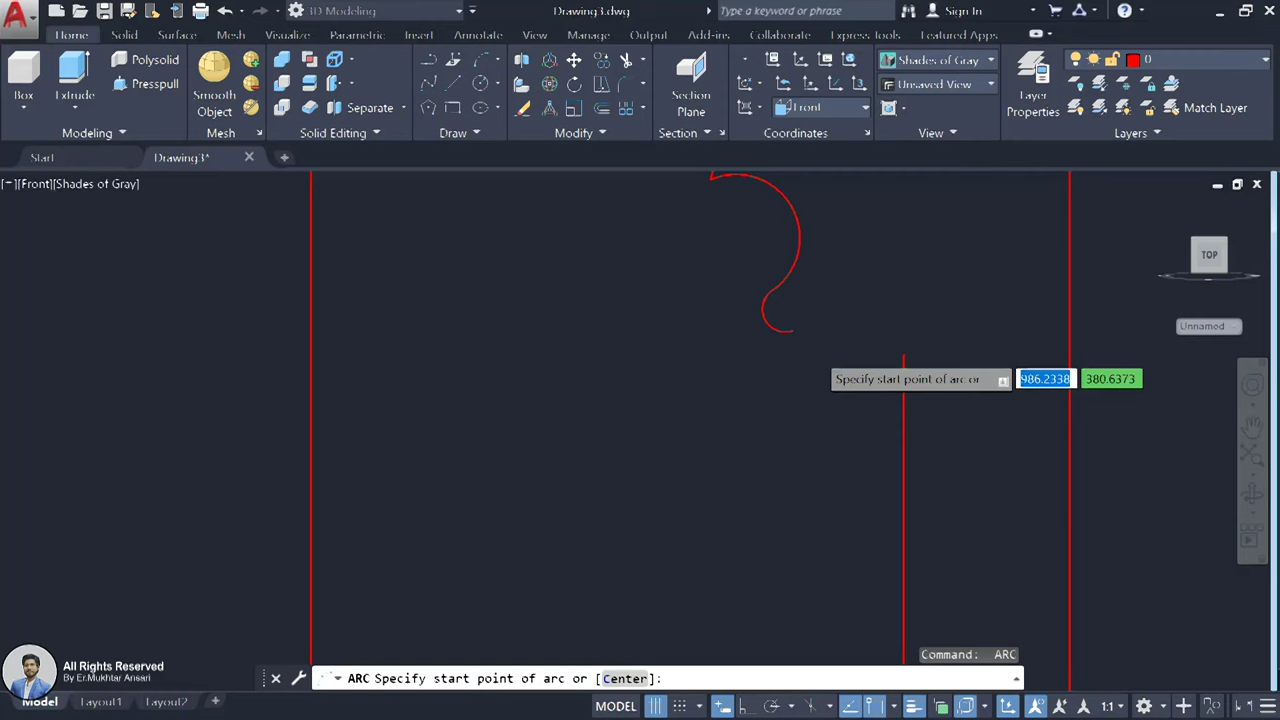 3D Modeling
Drawing3.dwg
Type a keyword or phrase
Sign In
Home Solid Surface Mesh Visualize Parametric Insert Annotate View Manage Output Add-ins Collaborate Express Tools Featured Apps
Box
Extrude
Polysolid
Presspull
Smooth Object
Separate
Section Plane
Front
Shades of Gray
Unsaved View
Layer Properties
0
Match Layer
Modeling Mesh Solid Editing Draw Modify Section Coordinates View Layers
Start Drawing3*
[−][Front][Shades of Gray]
TOP
Unnamed
Specify start point of arc or 986.2338 380.6373
Command: ARC
ARC Specify start point of arc or [Center]:
All Rights Reserved
By Er.Mukhtar Ansari
Model Layout1 Layout2
MODEL 1:1